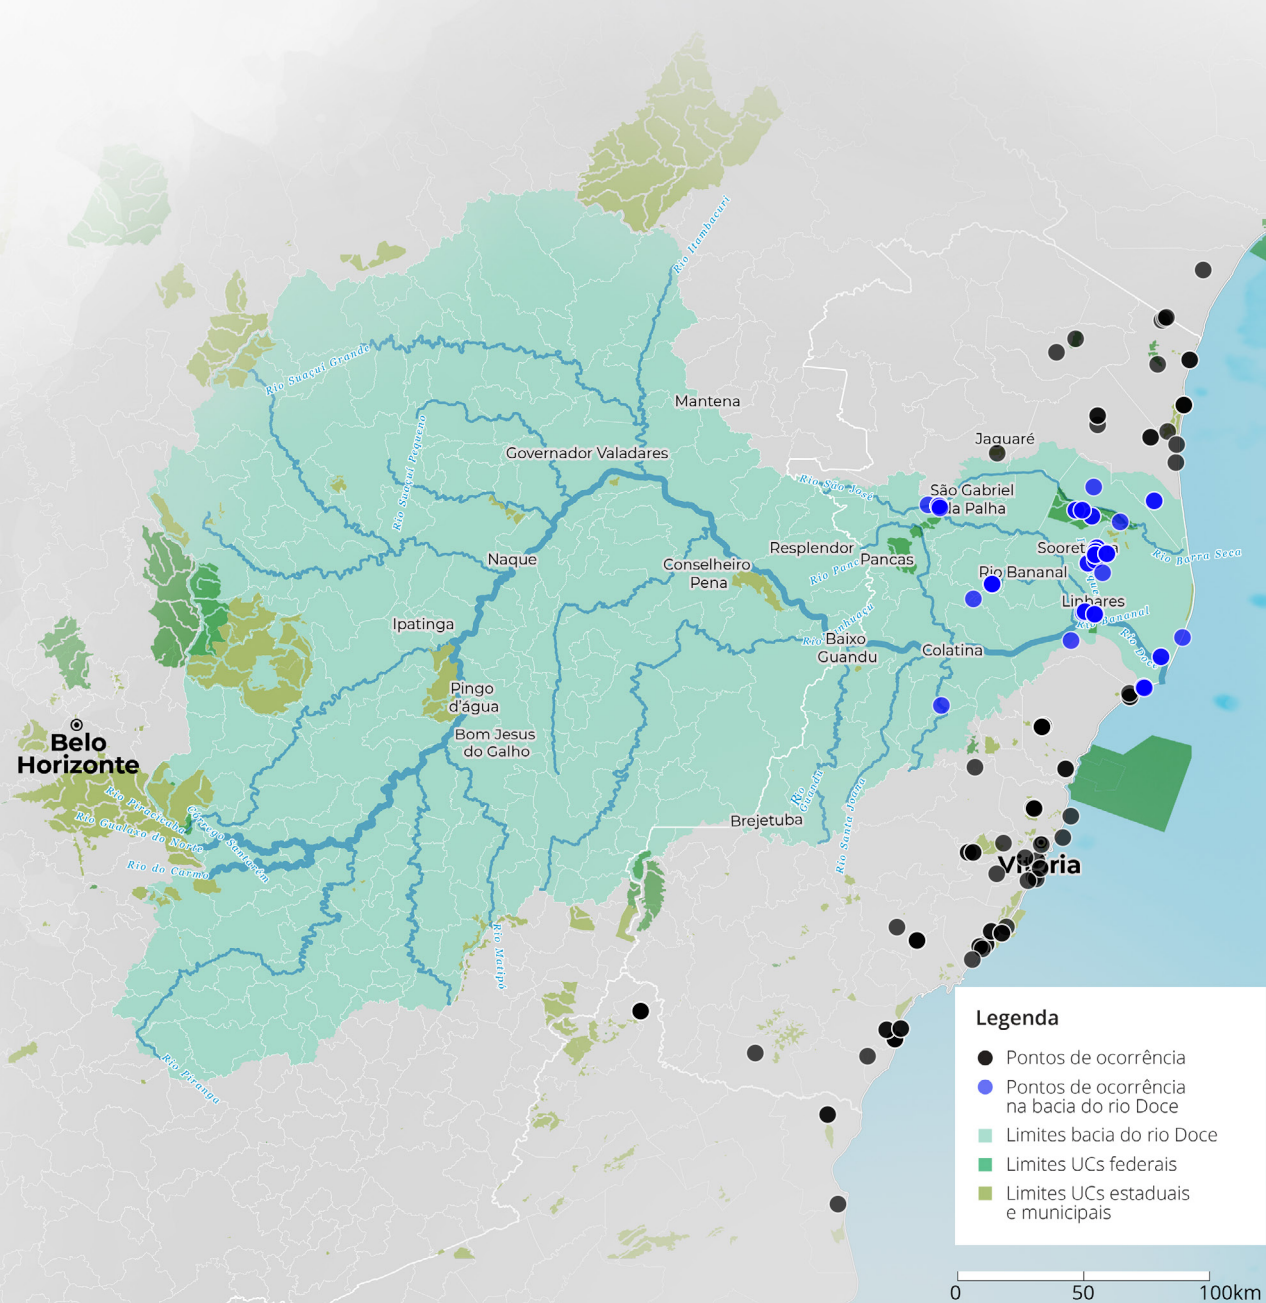 Rio Itambacuri
Rio Suaçuí Grande
Mantena
Rio Suaçuí Pequeno
Governador Valadares
Jaguaré
Rio São José
São Gabriel
da Palha
Naque
Resplendor
Conselheiro
Pena
Pancas
Rio Panc
Rio Bananal
Rio Barra Seca
Linhares
Rio Bananal
Rio Doce
Ipatinga
Baixo
Guandu
Colatina
Pingo
d'água
Bom Jesus
do Galho
Belo
Horizonte
Rio Piracicaba
Rio Gualaxo do Norte
Córrego Santarém
Rio do Carmo
Rio
Guandu
Rio Santa Joana
Brejetuba
Vitória
Rio Matipó
Rio Piranga
Legenda
Pontos de ocorrência
Pontos de ocorrência
na bacia do rio Doce
Limites bacia do rio Doce
Limites UCs federais
Limites UCs estaduais
e municipais
0 50 100km